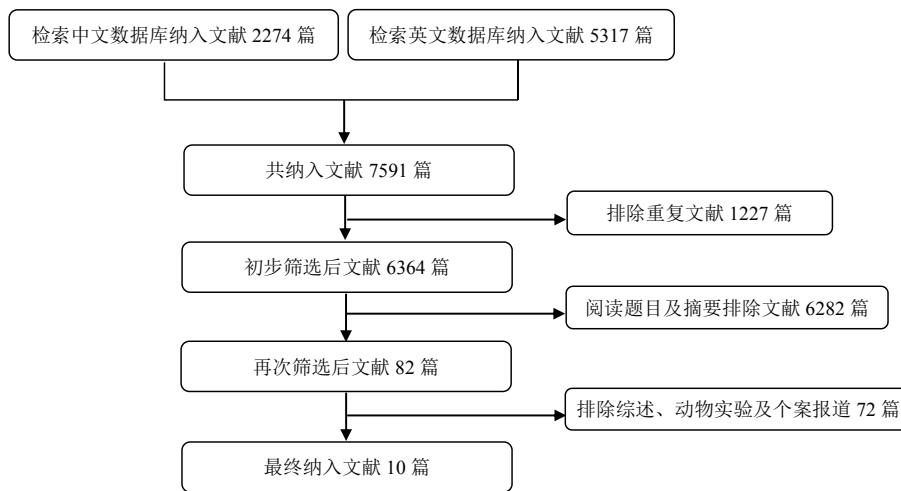 检索中文数据库纳入文献 2274 篇
检索英文数据库纳入文献 5317 篇
共纳入文献 7591 篇
排除重复文献 1227 篇
初步筛选后文献 6364 篇
阅读题目及摘要排除文献 6282 篇
再次筛选后文献 82 篇
排除综述、动物实验及个案报道 72 篇
最终纳入文献 10 篇